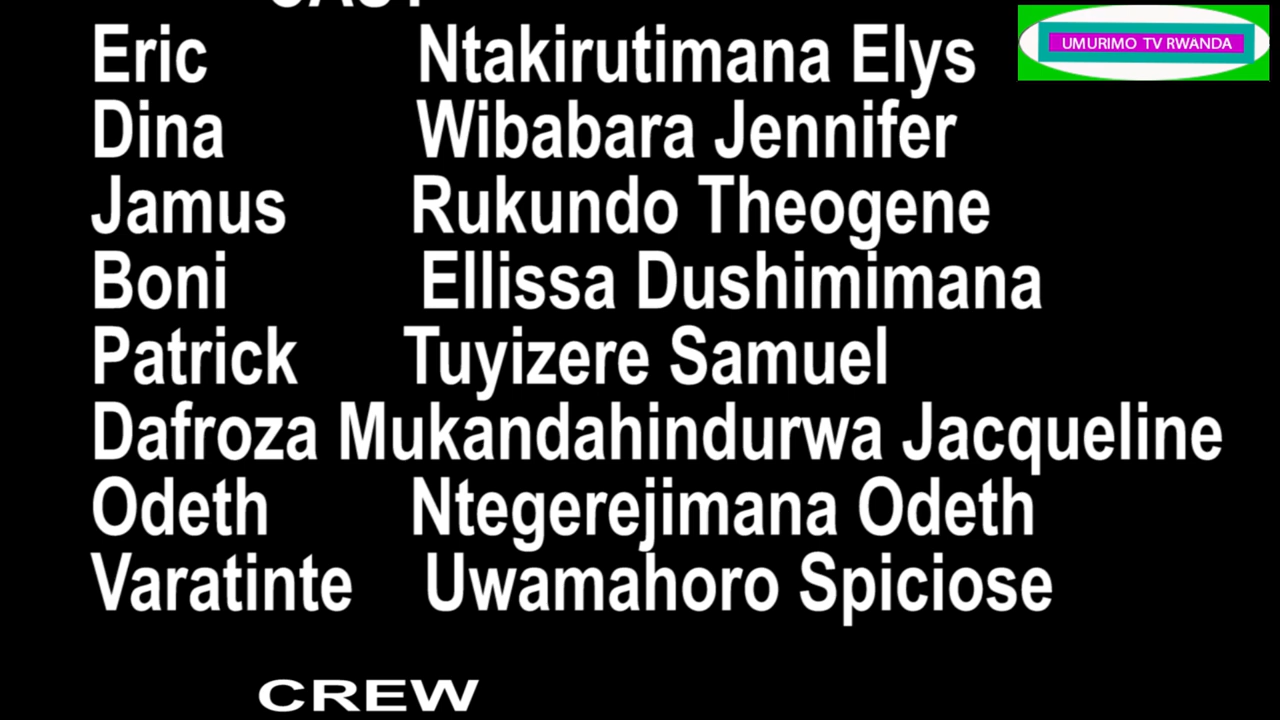 CAST
Eric Ntakirutimana Elys
UMURIMO TV RWANDA
Dina Wibabara Jennifer
Jamus Rukundo Theogene
Boni Ellissa Dushimimana
Patrick Tuyizere Samuel
Dafroza Mukandahindurwa Jacqueline
Odeth Ntegerejimana Odeth
Varatinte Uwamahoro Spiciose
CREW